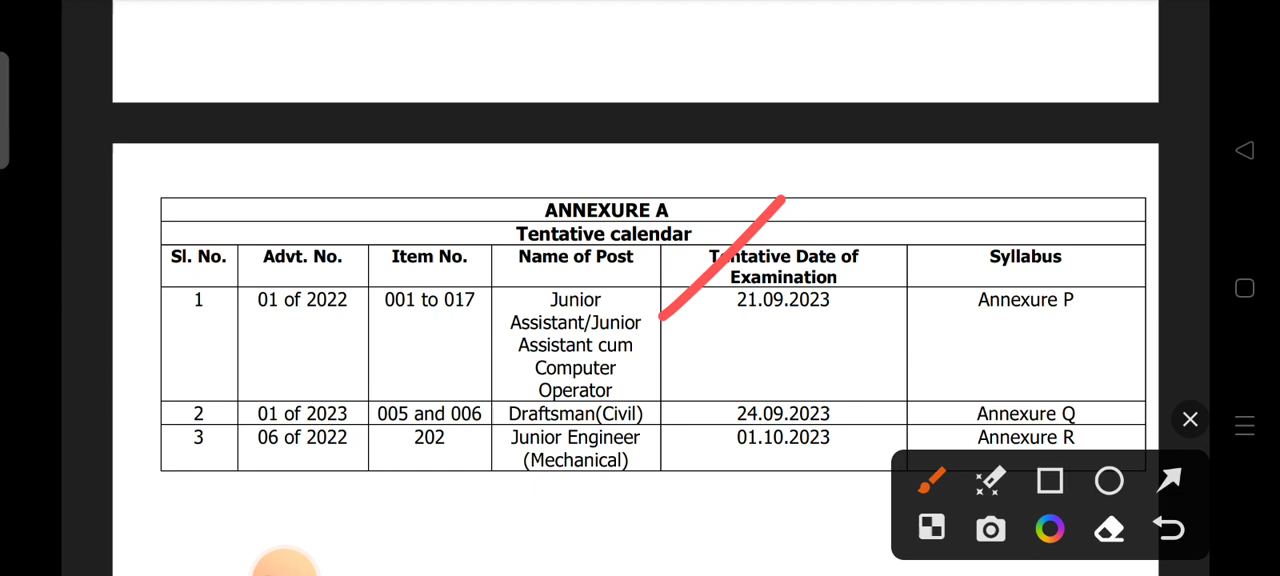 ANNEXURE A
Tentative calendar
Sl. No. Advt. No. Item No. Name of Post Tentative Date of Examination Syllabus
1 01 of 2022 001 to 017 Junior Assistant/Junior Assistant cum Computer Operator 21.09.2023 Annexure P
2 01 of 2023 005 and 006 Draftsman(Civil) 24.09.2023 Annexure Q
3 06 of 2022 202 Junior Engineer (Mechanical) 01.10.2023 Annexure R